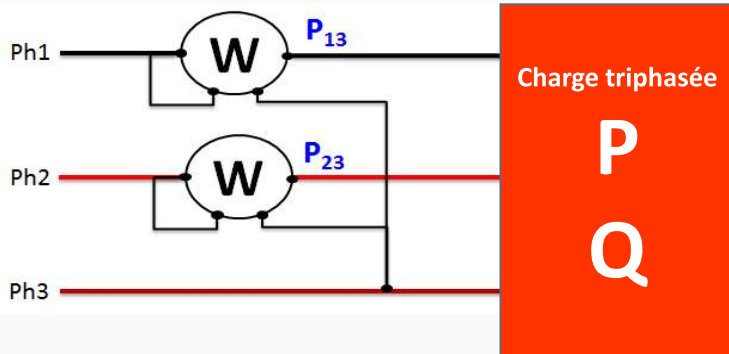 Ph1
W
P₁₃
Charge triphasée
P
Ph2
W
P₂₃
Q
Ph3